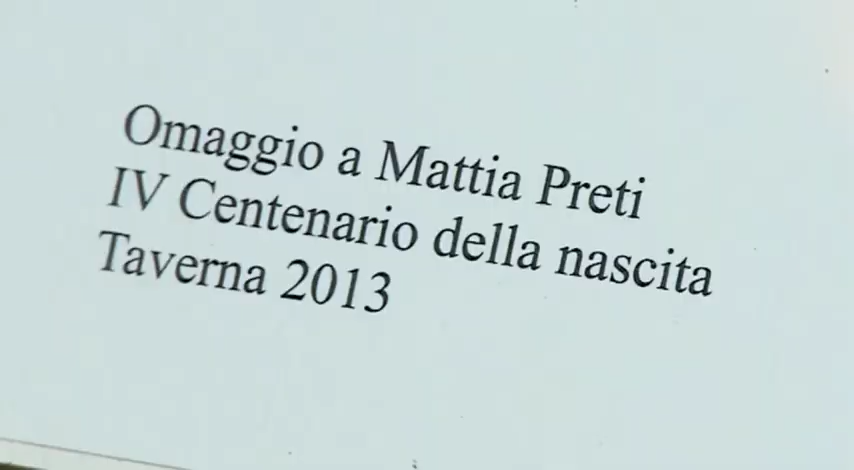 Omaggio a Mattia Preti
IV Centenario della nascita
Taverna 2013